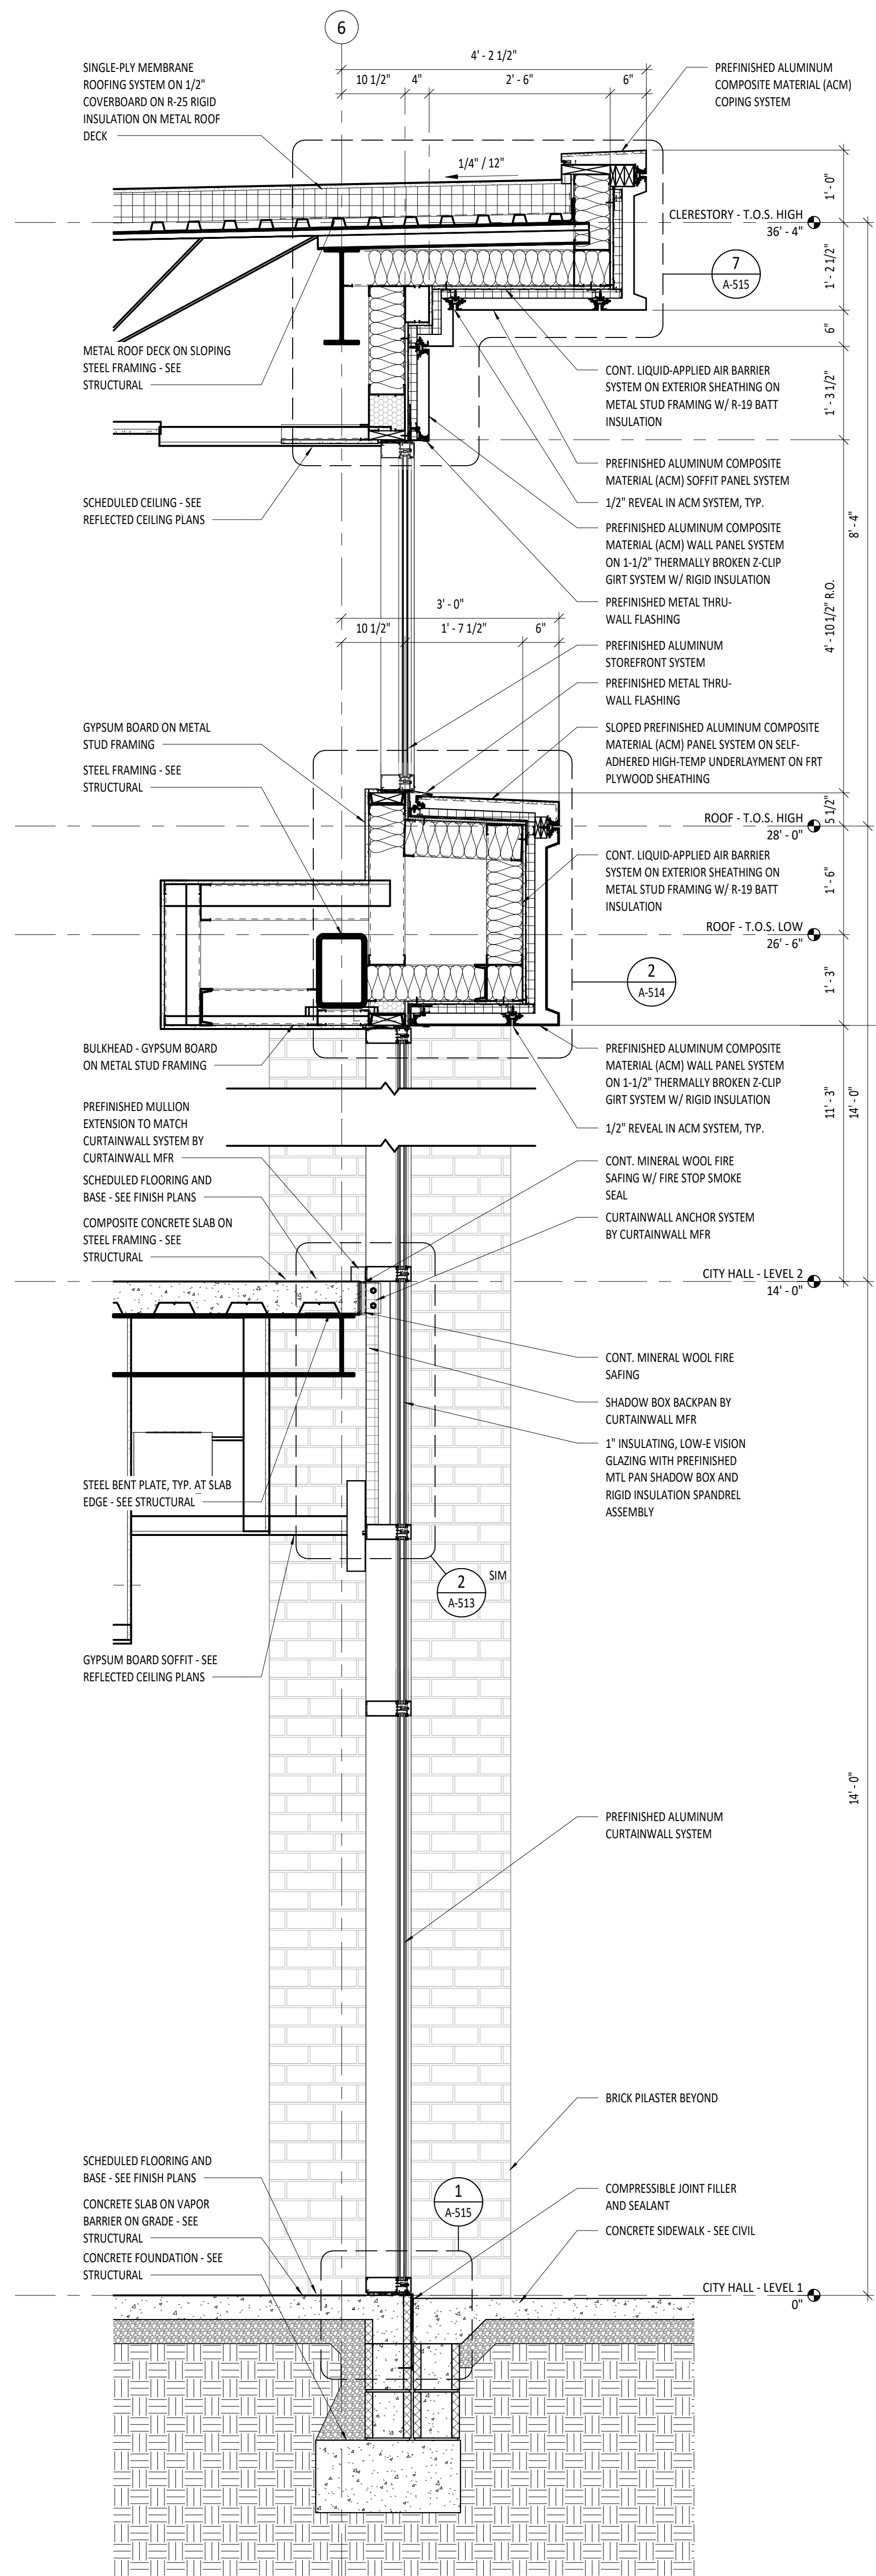 6
4' - 2 1/2"
10 1/2"
4"
2' - 6"
6"
SINGLE-PLY MEMBRANE
ROOFING SYSTEM ON 1/2"
COVERBOARD ON R-25 RIGID
INSULATION ON METAL ROOF
DECK
PREFINISHED ALUMINUM
COMPOSITE MATERIAL (ACM)
COPING SYSTEM
1/4" / 12"
1' - 0"
CLERESTORY - T.O.S. HIGH
36' - 4"
7
A-515
1' - 2 1/2"
6"
METAL ROOF DECK ON SLOPING
STEEL FRAMING - SEE
STRUCTURAL
CONT. LIQUID-APPLIED AIR BARRIER
SYSTEM ON EXTERIOR SHEATHING ON
METAL STUD FRAMING W/ R-19 BATT
INSULATION
1' - 3 1/2"
PREFINISHED ALUMINUM COMPOSITE
MATERIAL (ACM) SOFFIT PANEL SYSTEM
SCHEDULED CEILING - SEE
REFLECTED CEILING PLANS
1/2" REVEAL IN ACM SYSTEM, TYP.
8' - 4"
PREFINISHED ALUMINUM COMPOSITE
MATERIAL (ACM) WALL PANEL SYSTEM
ON 1-1/2" THERMALLY BROKEN Z-CLIP
GIRT SYSTEM W/ RIGID INSULATION
3' - 0"
10 1/2"
1' - 7 1/2"
6"
PREFINISHED METAL THRU-
WALL FLASHING
4' - 10 1/2" R.O.
PREFINISHED ALUMINUM
STOREFRONT SYSTEM
PREFINISHED METAL THRU-
WALL FLASHING
GYPSUM BOARD ON METAL
STUD FRAMING
SLOPED PREFINISHED ALUMINUM COMPOSITE
MATERIAL (ACM) PANEL SYSTEM ON SELF-
ADHERED HIGH-TEMP UNDERLAYMENT ON FRT
PLYWOOD SHEATHING
STEEL FRAMING - SEE
STRUCTURAL
5 1/2"
ROOF - T.O.S. HIGH
28' - 0"
CONT. LIQUID-APPLIED AIR BARRIER
SYSTEM ON EXTERIOR SHEATHING ON
METAL STUD FRAMING W/ R-19 BATT
INSULATION
1' - 6"
ROOF - T.O.S. LOW
26' - 6"
2
A-514
1' - 3"
BULKHEAD - GYPSUM BOARD
ON METAL STUD FRAMING
PREFINISHED ALUMINUM COMPOSITE
MATERIAL (ACM) WALL PANEL SYSTEM
ON 1-1/2" THERMALLY BROKEN Z-CLIP
GIRT SYSTEM W/ RIGID INSULATION
11' - 3"
14' - 0"
PREFINISHED MULLION
EXTENSION TO MATCH
CURTAINWALL SYSTEM BY
CURTAINWALL MFR
1/2" REVEAL IN ACM SYSTEM, TYP.
CONT. MINERAL WOOL FIRE
SAFING W/ FIRE STOP SMOKE
SEAL
SCHEDULED FLOORING AND
BASE - SEE FINISH PLANS
CURTAINWALL ANCHOR SYSTEM
BY CURTAINWALL MFR
COMPOSITE CONCRETE SLAB ON
STEEL FRAMING - SEE
STRUCTURAL
CITY HALL - LEVEL 2
14' - 0"
CONT. MINERAL WOOL FIRE
SAFING
SHADOW BOX BACKPAN BY
CURTAINWALL MFR
1" INSULATING, LOW-E VISION
GLAZING WITH PREFINISHED
MTL PAN SHADOW BOX AND
RIGID INSULATION SPANDREL
ASSEMBLY
STEEL BENT PLATE, TYP. AT SLAB
EDGE - SEE STRUCTURAL
2
A-513
SIM
GYPSUM BOARD SOFFIT - SEE
REFLECTED CEILING PLANS
14' - 0"
PREFINISHED ALUMINUM
CURTAINWALL SYSTEM
BRICK PILASTER BEYOND
SCHEDULED FLOORING AND
BASE - SEE FINISH PLANS
1
A-515
COMPRESSIBLE JOINT FILLER
AND SEALANT
CONCRETE SLAB ON VAPOR
BARRIER ON GRADE - SEE
STRUCTURAL
CONCRETE SIDEWALK - SEE CIVIL
CONCRETE FOUNDATION - SEE
STRUCTURAL
CITY HALL - LEVEL 1
0"